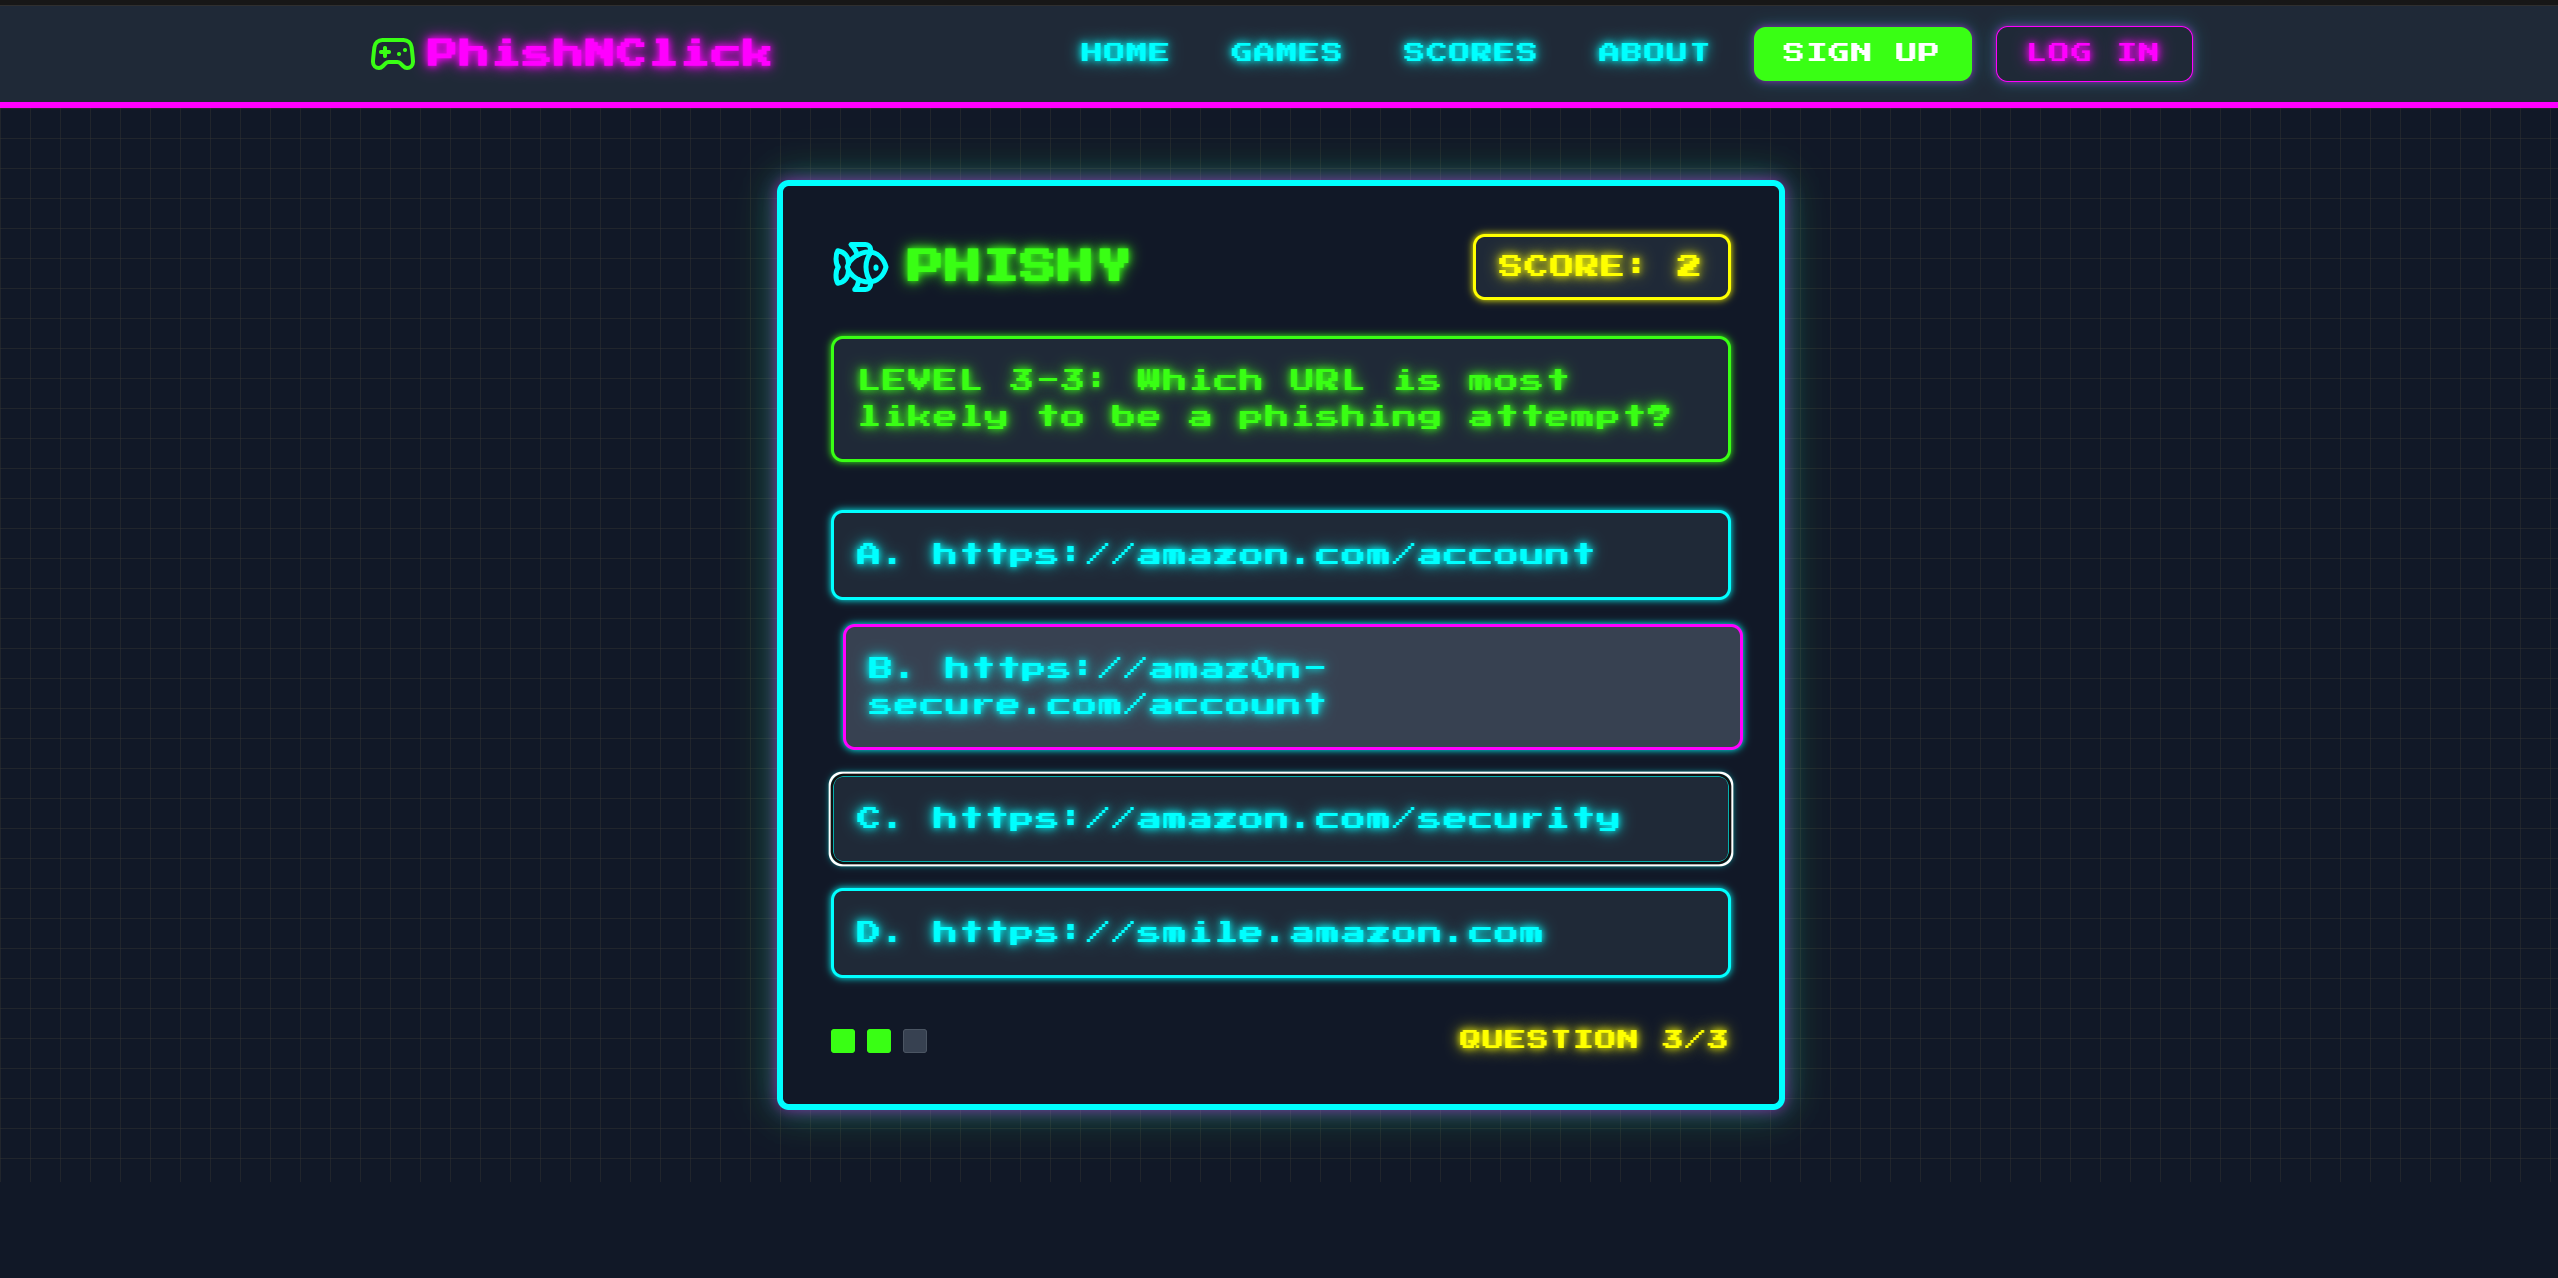 PhishNClick
HOME GAMES SCORES ABOUT SIGN UP LOG IN
PHISHY
SCORE: 2
LEVEL 3-3: Which URL is most
likely to be a phishing attempt?
A. https://amazon.com/account
B. https://amaz0n-
secure.com/account
C. https://amazon.com/security
D. https://smile.amazon.com
QUESTION 3/3